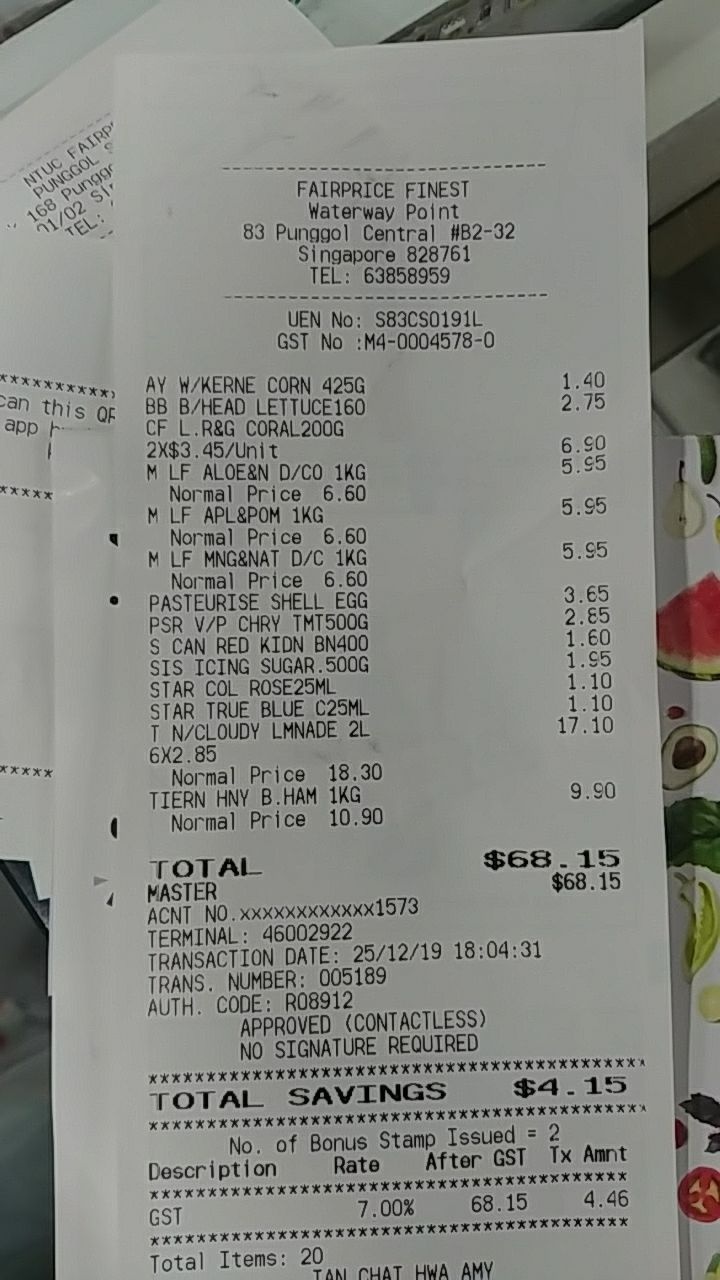 NTUC FAIRP
PUNGGOL S
168 Pungg
01/02 Si
TEL:
***********
can this QR
app
*****
*****
--------------------------------
FAIRPRICE FINEST
Waterway Point
83 Punggol Central #B2-32
Singapore 828761
TEL: 63858959
--------------------------------
UEN No: S83CS0191L
GST No :M4-0004578-0
AY W/KERNE CORN 425G 1.40
BB B/HEAD LETTUCE160 2.75
CF L.R&G CORAL200G
2X$3.45/Unit 6.90
M LF ALOE&N D/CO 1KG 5.95
Normal Price 6.60
M LF APL&POM 1KG 5.95
Normal Price 6.60
M LF MNG&NAT D/C 1KG 5.95
Normal Price 6.60
PASTEURISE SHELL EGG 3.65
PSR V/P CHRY TMT500G 2.85
S CAN RED KIDN BN400 1.60
SIS ICING SUGAR.500G 1.95
STAR COL ROSE25ML 1.10
STAR TRUE BLUE C25ML 1.10
T N/CLOUDY LMNADE 2L 17.10
6X2.85
Normal Price 18.30
TIERN HNY B.HAM 1KG 9.90
Normal Price 10.90
TOTAL $68.15
MASTER $68.15
ACNT NO.xxxxxxxxxxxx1573
TERMINAL: 46002922
TRANSACTION DATE: 25/12/19 18:04:31
TRANS. NUMBER: 005189
AUTH. CODE: R08912
APPROVED (CONTACTLESS)
NO SIGNATURE REQUIRED
******************************************
TOTAL SAVINGS $4.15
******************************************
No. of Bonus Stamp Issued = 2
Description Rate After GST Tx Amnt
******************************************
GST 7.00% 68.15 4.46
******************************************
Total Items: 20
TAN CHAT HWA AMY